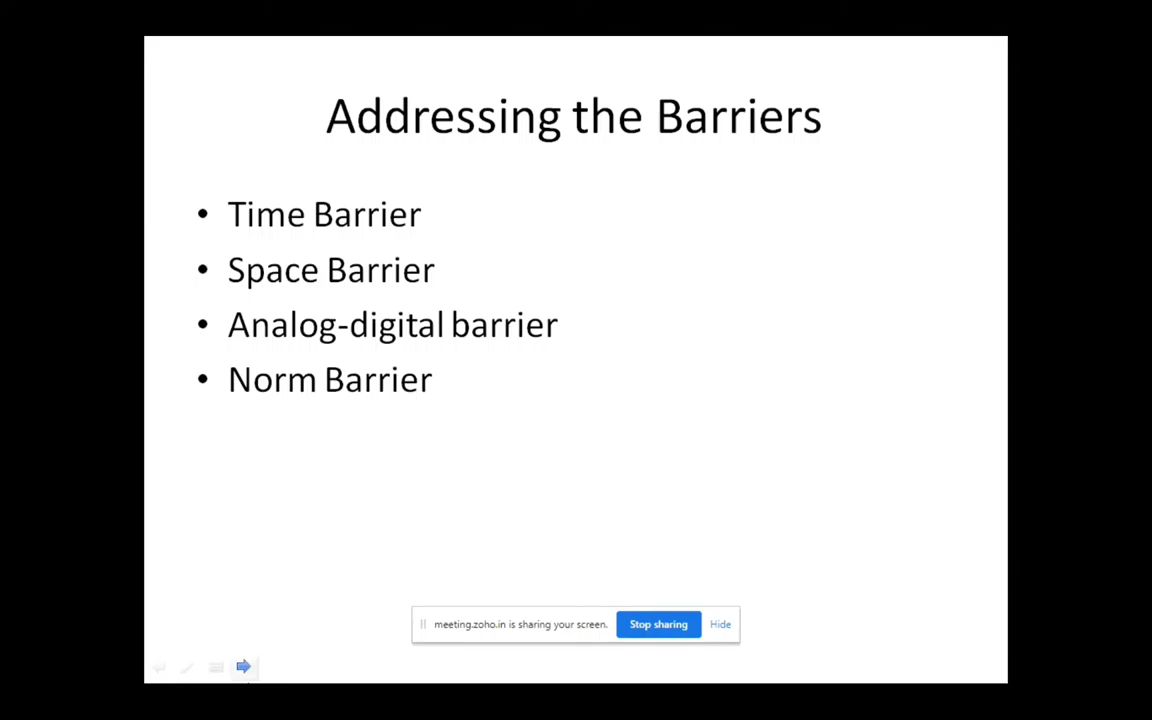 Addressing the Barriers
• Time Barrier
• Space Barrier
• Analog-digital barrier
• Norm Barrier
meeting.zoho.in is sharing your screen. Stop sharing Hide